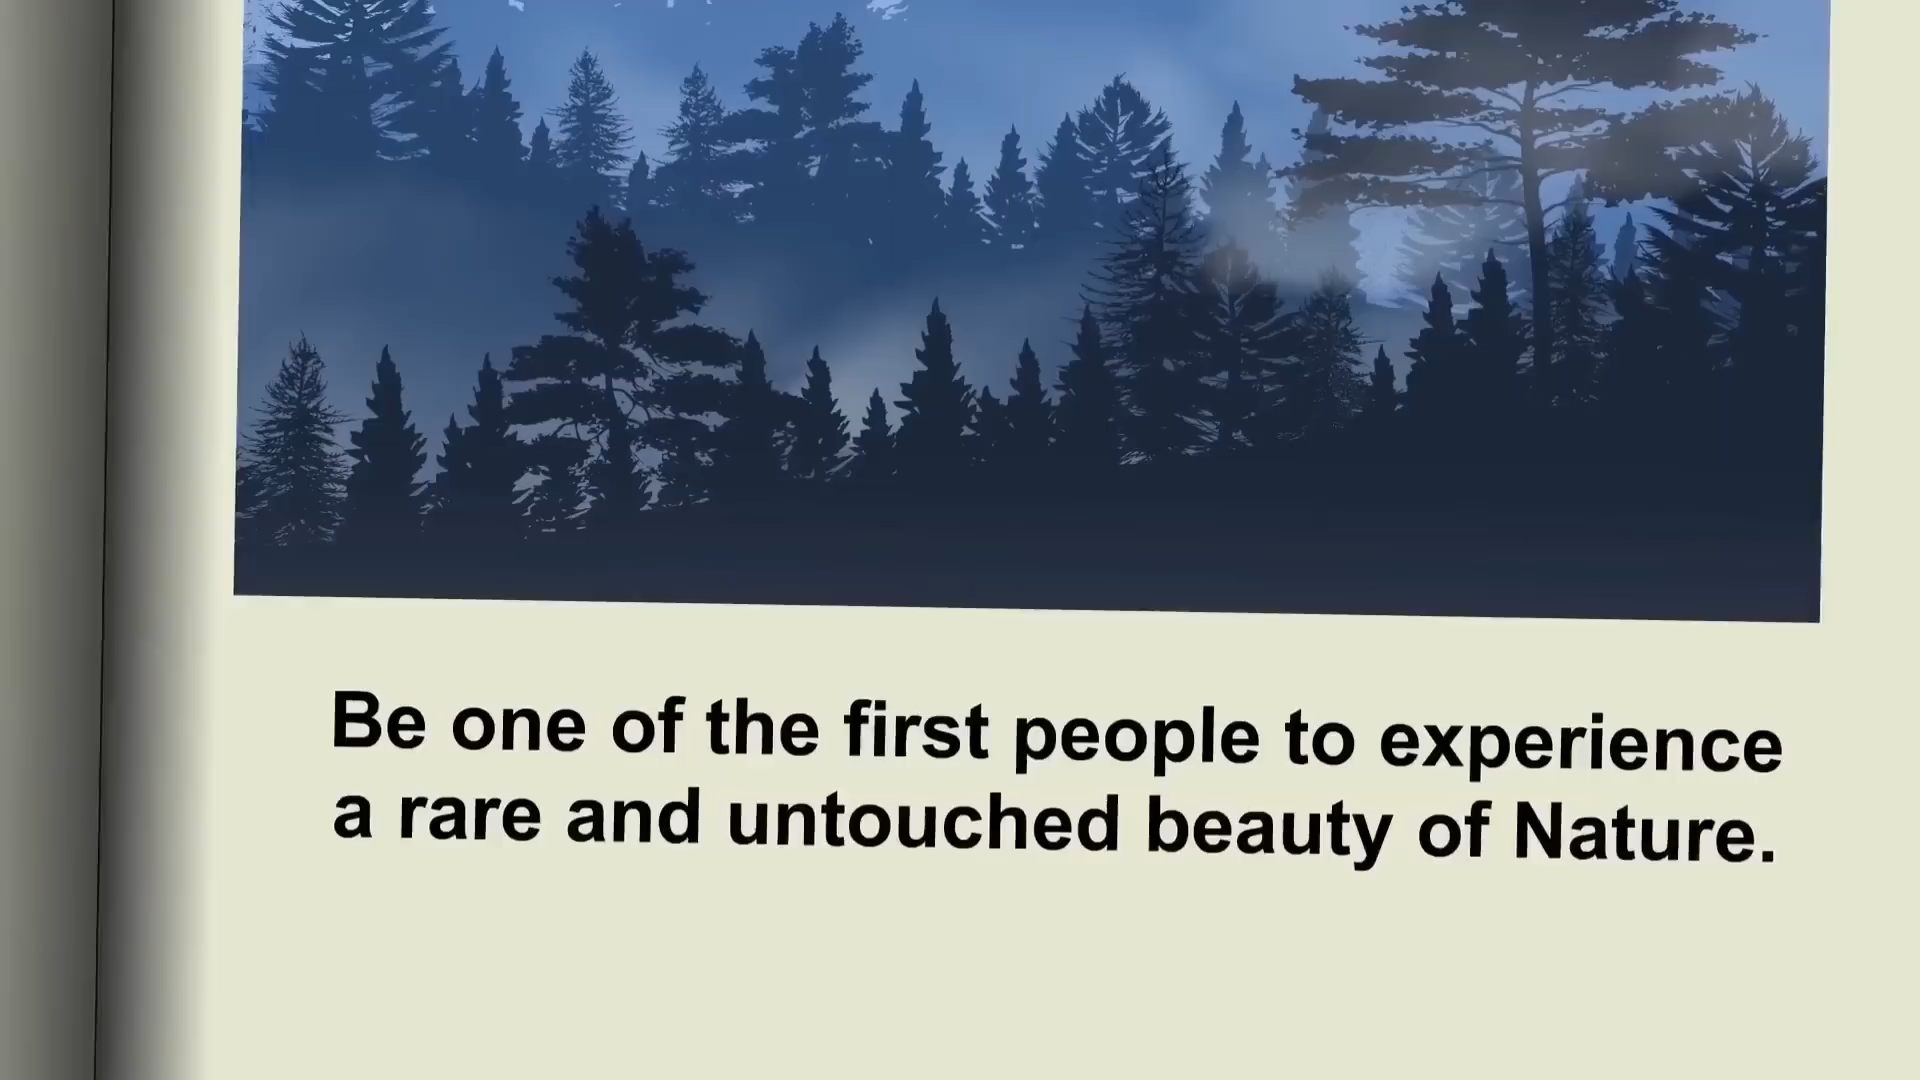 Be one of the first people to experience
a rare and untouched beauty of Nature.